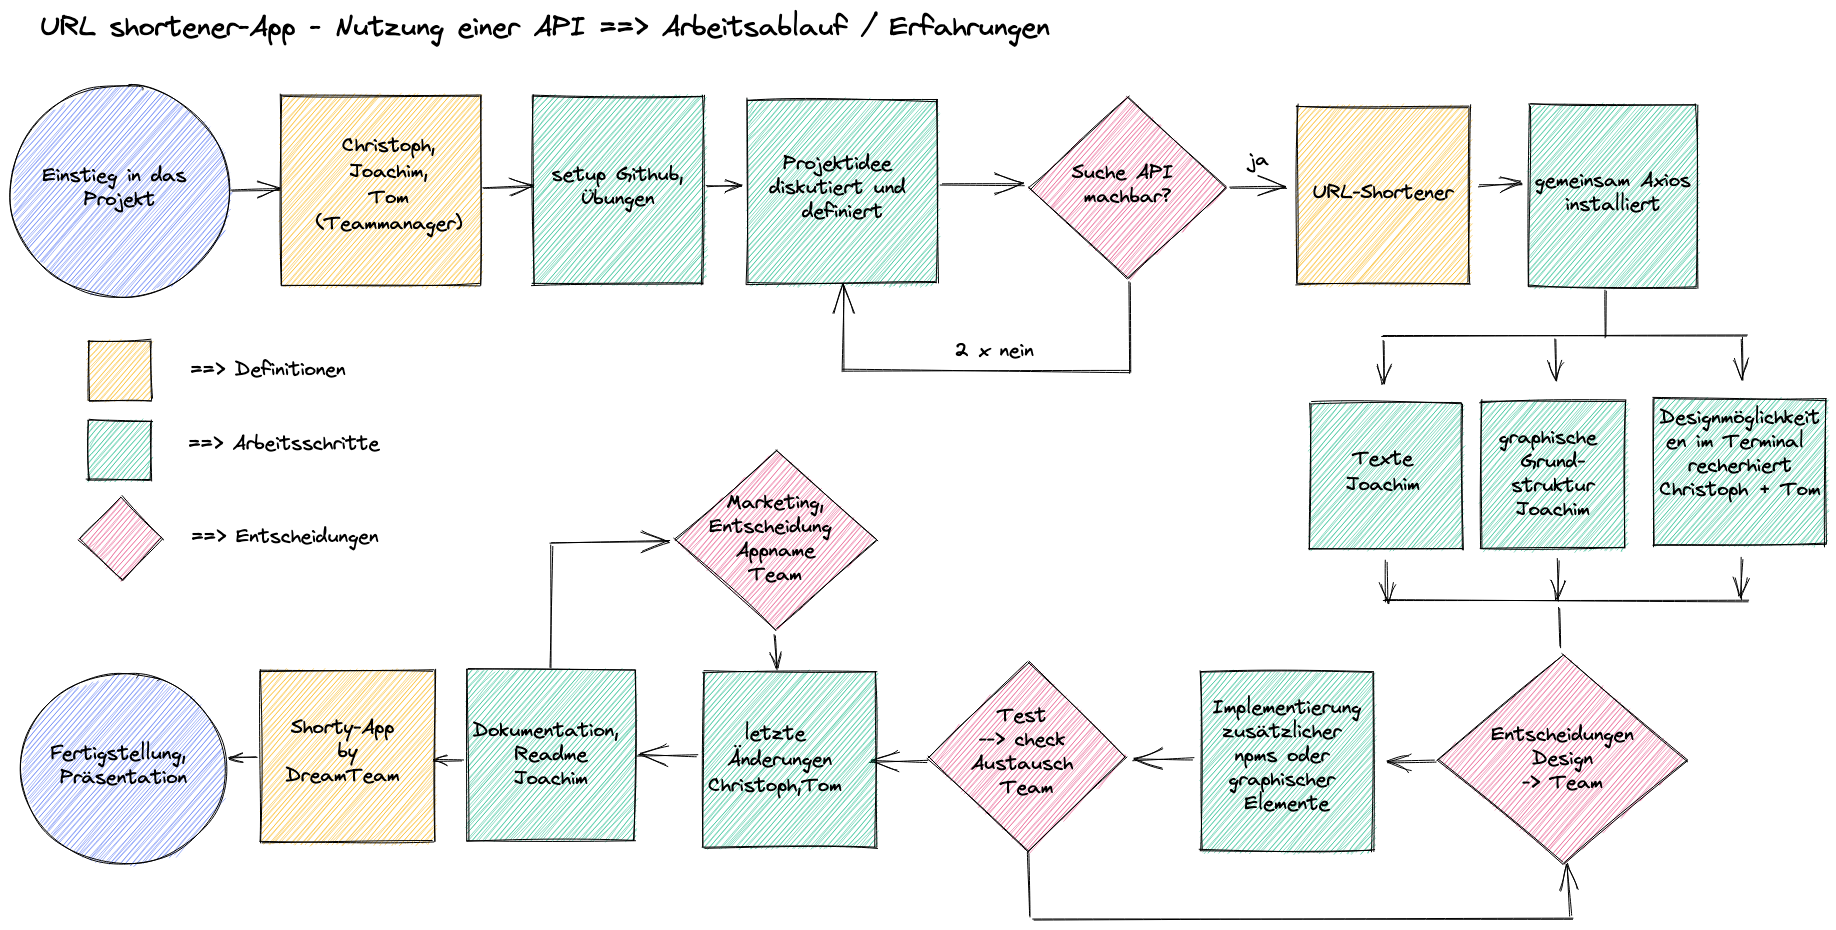 URL shortener-App - Nutzung einer API ==> Arbeitsablauf / Erfahrungen
Einstieg in das
Projekt
Christoph,
Joachim,
Tom
(Teammanager)
setup Github,
Übungen
Projektidee
diskutiert und
definiert
Suche API
machbar?
ja
2 x nein
URL-Shortener
gemeinsam Axios
installiert
==> Definitionen
==> Arbeitsschritte
==> Entscheidungen
Texte
Joachim
graphische
Grund-
struktur
Joachim
Designmöglichkeit
en im Terminal
recherhiert
Christoph + Tom
Entscheidungen
Design
-> Team
Implementierung
zusätzlicher
npms oder
graphischer
Elemente
Test
--> check
Austausch
Team
letzte
Änderungen
Christoph,Tom
Marketing,
Entscheidung
Appname
Team
Dokumentation,
Readme
Joachim
Shorty-App
by
DreamTeam
Fertigstellung,
Präsentation